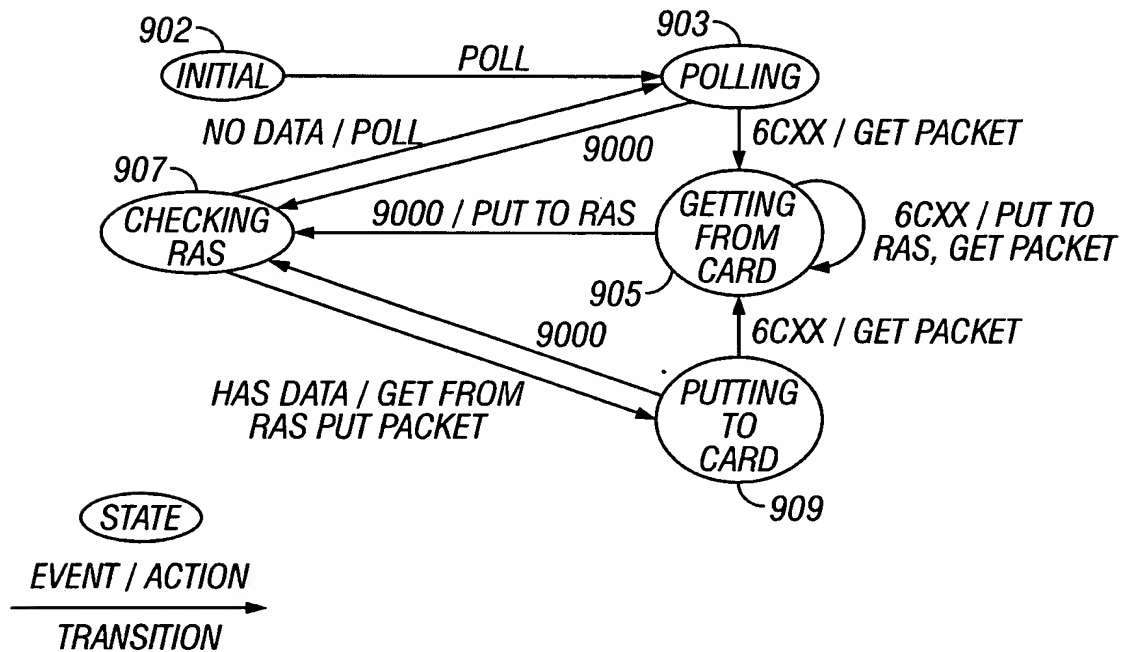 902
INITIAL
POLL
903
POLLING
NO DATA / POLL
9000
6CXX / GET PACKET
907
CHECKING
RAS
9000 / PUT TO RAS
GETTING
FROM
CARD
905
6CXX / PUT TO
RAS, GET PACKET
9000
6CXX / GET PACKET
HAS DATA / GET FROM
RAS PUT PACKET
PUTTING
TO
CARD
909
STATE
EVENT / ACTION
TRANSITION